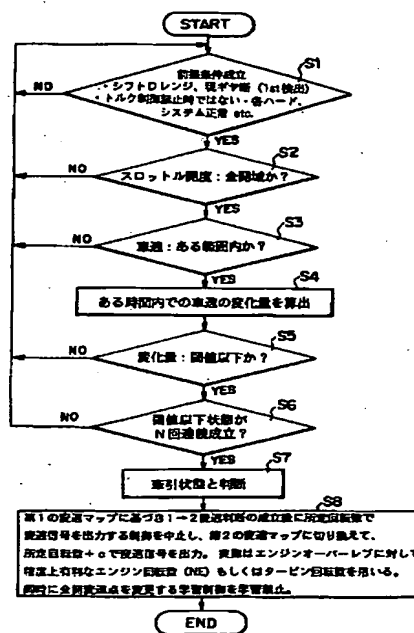 START
S1
前提条件成立
・シフトDレンジ、現ギヤ断 (1st検出)
・トルク制御禁止時ではない・各ハード、
システム正常 etc.
NO
YES
S2
スロットル開度:全開域か?
NO
YES
S3
車速:ある範囲内か?
NO
YES
S4
ある時間内での車速の変化量を算出
S5
変化量:閾値以下か?
NO
YES
S6
閾値以下状態が
N回連続成立?
NO
YES
S7
牽引状態と判断
S8
第1の変速マップに基づき1→2変速判断の成立後に所定回転数で
変速信号を出力する制御を中止し、第2の変速マップに切り換えて、
所定回転数+αで変速信号を出力。変速はエンジンオーバーレブに対して
精度上有利なエンジン回転数 (NE) もしくはタービン回転数を用いる。
同時に全開変速点を変更する学習制御を学習禁止。
END